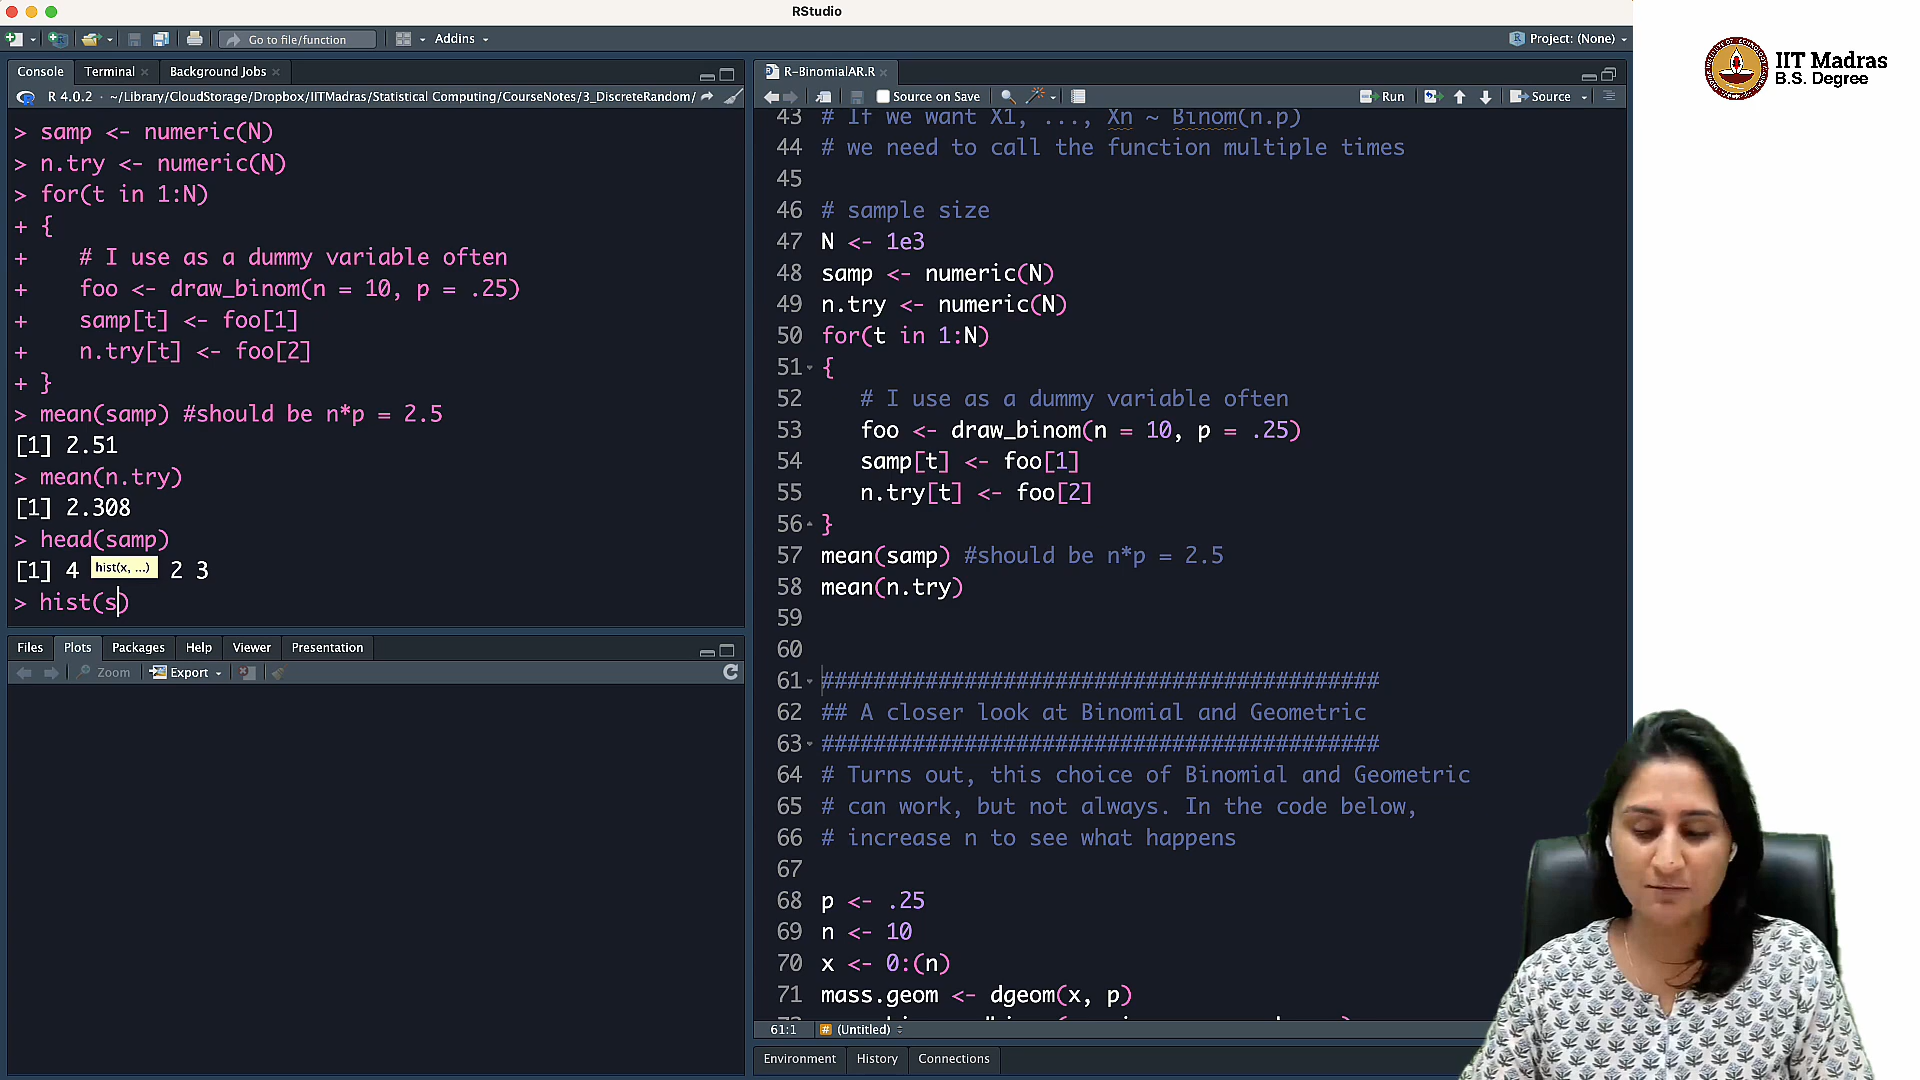 RStudio
Go to file/function
Addins
Project: (None)
Console
Terminal
Background Jobs
R 4.0.2 · ~/Library/CloudStorage/Dropbox/IITMadras/Statistical Computing/CourseNotes/3_DiscreteRandom/
> samp <- numeric(N)
> n.try <- numeric(N)
> for(t in 1:N)
+ {
+    # I use as a dummy variable often
+    foo <- draw_binom(n = 10, p = .25)
+    samp[t] <- foo[1]
+    n.try[t] <- foo[2]
+ }
> mean(samp) #should be n*p = 2.5
[1] 2.51
> mean(n.try)
[1] 2.308
> head(samp)
[1] 4
hist(x, ...)
2 3
> hist(s)
Files
Plots
Packages
Help
Viewer
Presentation
Zoom
Export
R-BinomialAR.R
Source on Save
Run
Source
43 # If we want X1, ..., Xn ~ Binom(n.p)
44 # we need to call the function multiple times
45
46 # sample size
47 N <- 1e3
48 samp <- numeric(N)
49 n.try <- numeric(N)
50 for(t in 1:N)
51 {
52    # I use as a dummy variable often
53    foo <- draw_binom(n = 10, p = .25)
54    samp[t] <- foo[1]
55    n.try[t] <- foo[2]
56 }
57 mean(samp) #should be n*p = 2.5
58 mean(n.try)
59
60
61 ###########################################
62 ## A closer look at Binomial and Geometric
63 ###########################################
64 # Turns out, this choice of Binomial and Geometric
65 # can work, but not always. In the code below,
66 # increase n to see what happens
67
68 p <- .25
69 n <- 10
70 x <- 0:(n)
71 mass.geom <- dgeom(x, p)
61:1
# (Untitled)
Environment
History
Connections
IIT Madras
B.S. Degree